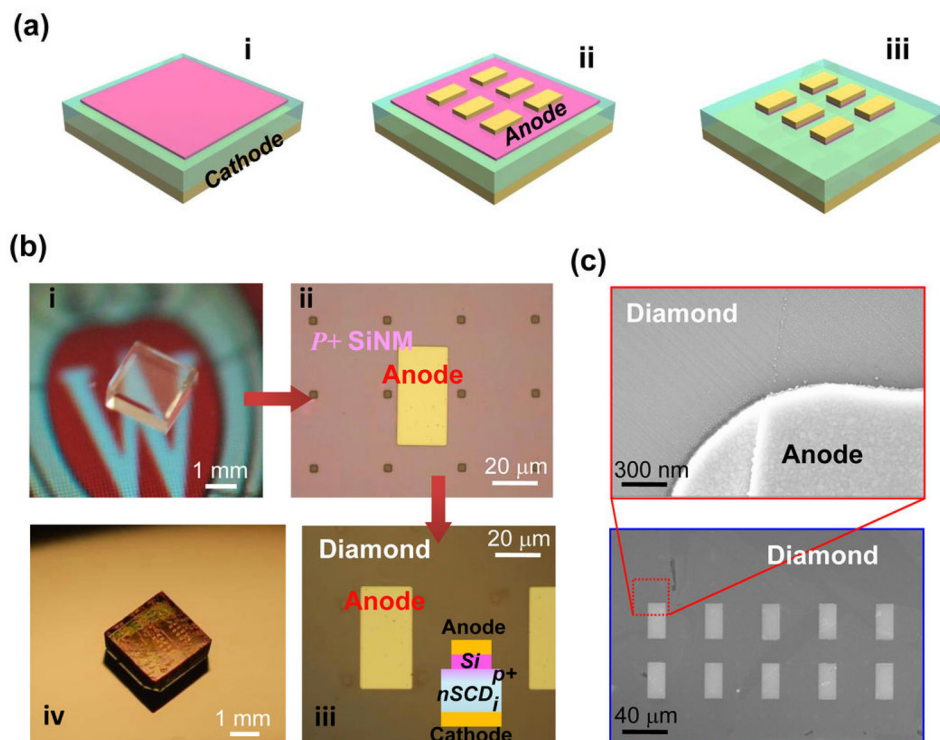 (a)
i
ii
iii
Cathode
Anode
(b)
i
1 mm
ii
P+ SiNM
Anode
20 μm
iv
1 mm
Diamond
20 μm
Anode
Anode
Si
p+
nSCD
i
Cathode
iii
(c)
Diamond
Anode
300 nm
Diamond
40 μm
W